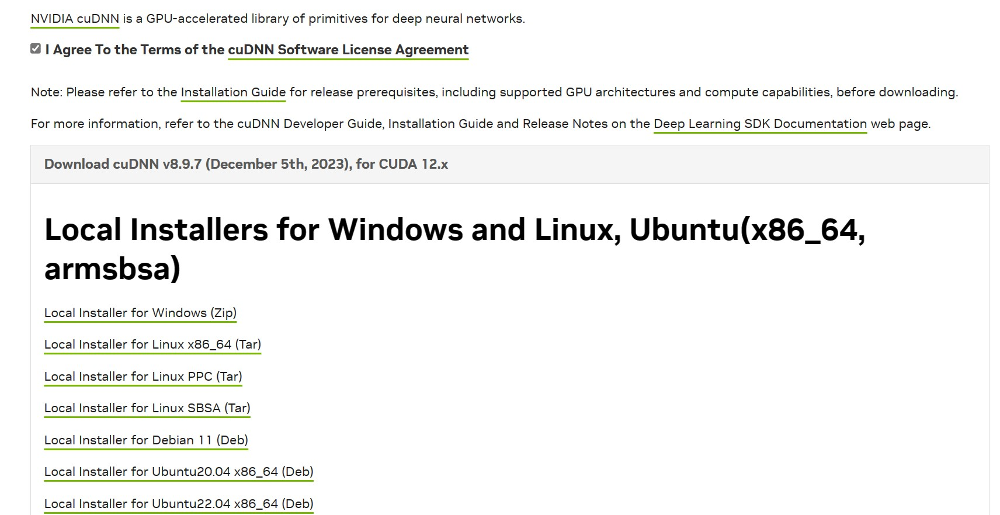 NVIDIA cuDNN is a GPU-accelerated library of primitives for deep neural networks.
I Agree To the Terms of the cuDNN Software License Agreement
Note: Please refer to the Installation Guide for release prerequisites, including supported GPU architectures and compute capabilities, before downloading.
For more information, refer to the cuDNN Developer Guide, Installation Guide and Release Notes on the Deep Learning SDK Documentation web page.
Download cuDNN v8.9.7 (December 5th, 2023), for CUDA 12.x
Local Installers for Windows and Linux, Ubuntu(x86_64,
armsbsa)
Local Installer for Windows (Zip)
Local Installer for Linux x86_64 (Tar)
Local Installer for Linux PPC (Tar)
Local Installer for Linux SBSA (Tar)
Local Installer for Debian 11 (Deb)
Local Installer for Ubuntu20.04 x86_64 (Deb)
Local Installer for Ubuntu22.04 x86_64 (Deb)